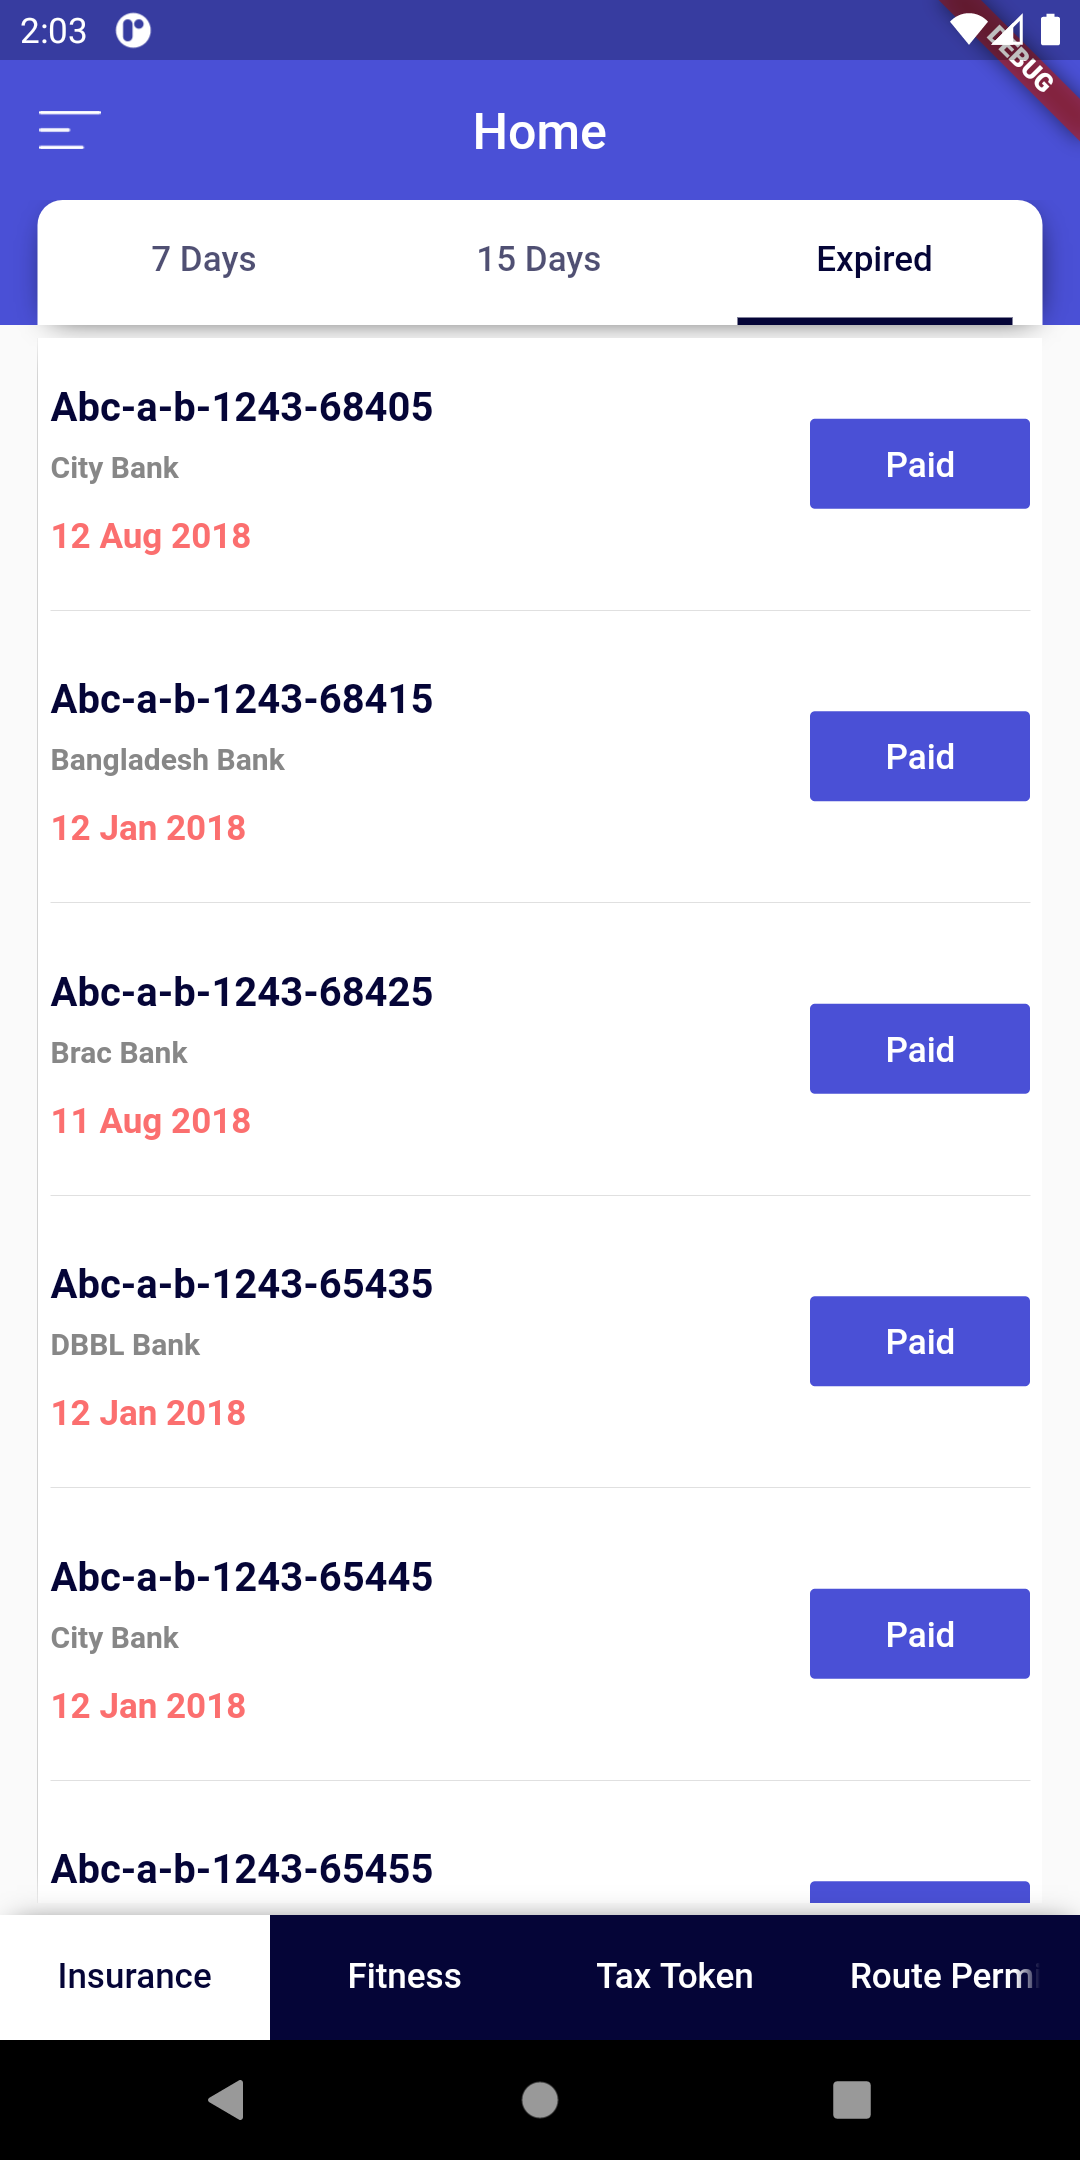 2:03
DEBUG
Home
7 Days 15 Days Expired
Abc-a-b-1243-68405
City Bank
Paid
12 Aug 2018
Abc-a-b-1243-68415
Bangladesh Bank
Paid
12 Jan 2018
Abc-a-b-1243-68425
Brac Bank
Paid
11 Aug 2018
Abc-a-b-1243-65435
DBBL Bank
Paid
12 Jan 2018
Abc-a-b-1243-65445
City Bank
Paid
12 Jan 2018
Abc-a-b-1243-65455
Insurance Fitness Tax Token Route Permi